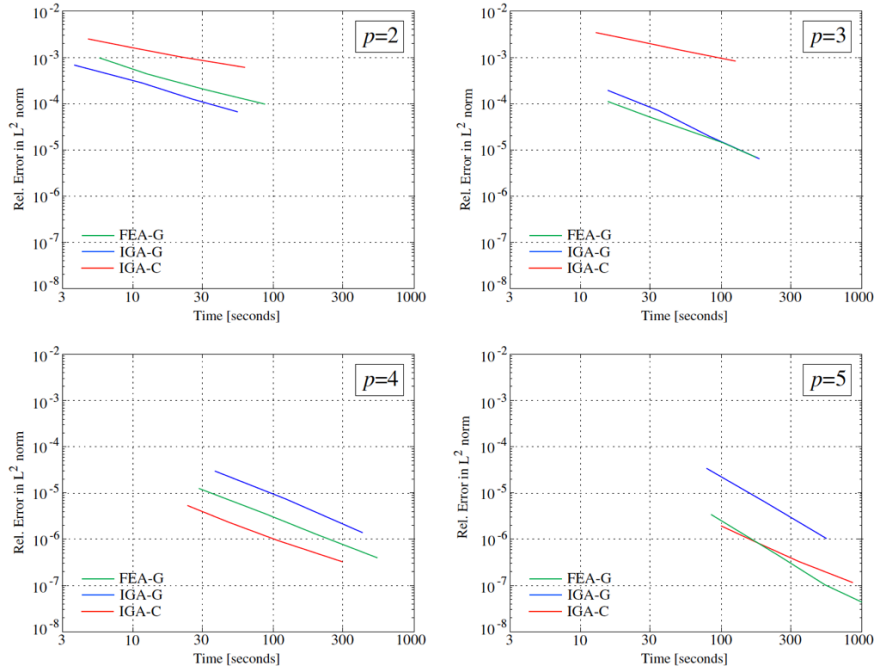 10^-2
10^-3
10^-4
10^-5
10^-6
10^-7
10^-8
Rel. Error in L^2 norm
p=2
FEA-G
IGA-G
IGA-C
3 10 30 100 300 1000
Time [seconds]
10^-2
10^-3
10^-4
10^-5
10^-6
10^-7
10^-8
Rel. Error in L^2 norm
p=3
FEA-G
IGA-G
IGA-C
3 10 30 100 300 1000
Time [seconds]
10^-2
10^-3
10^-4
10^-5
10^-6
10^-7
10^-8
Rel. Error in L^2 norm
p=4
FEA-G
IGA-G
IGA-C
3 10 30 100 300 1000
Time [seconds]
10^-2
10^-3
10^-4
10^-5
10^-6
10^-7
10^-8
Rel. Error in L^2 norm
p=5
FEA-G
IGA-G
IGA-C
3 10 30 100 300 1000
Time [seconds]